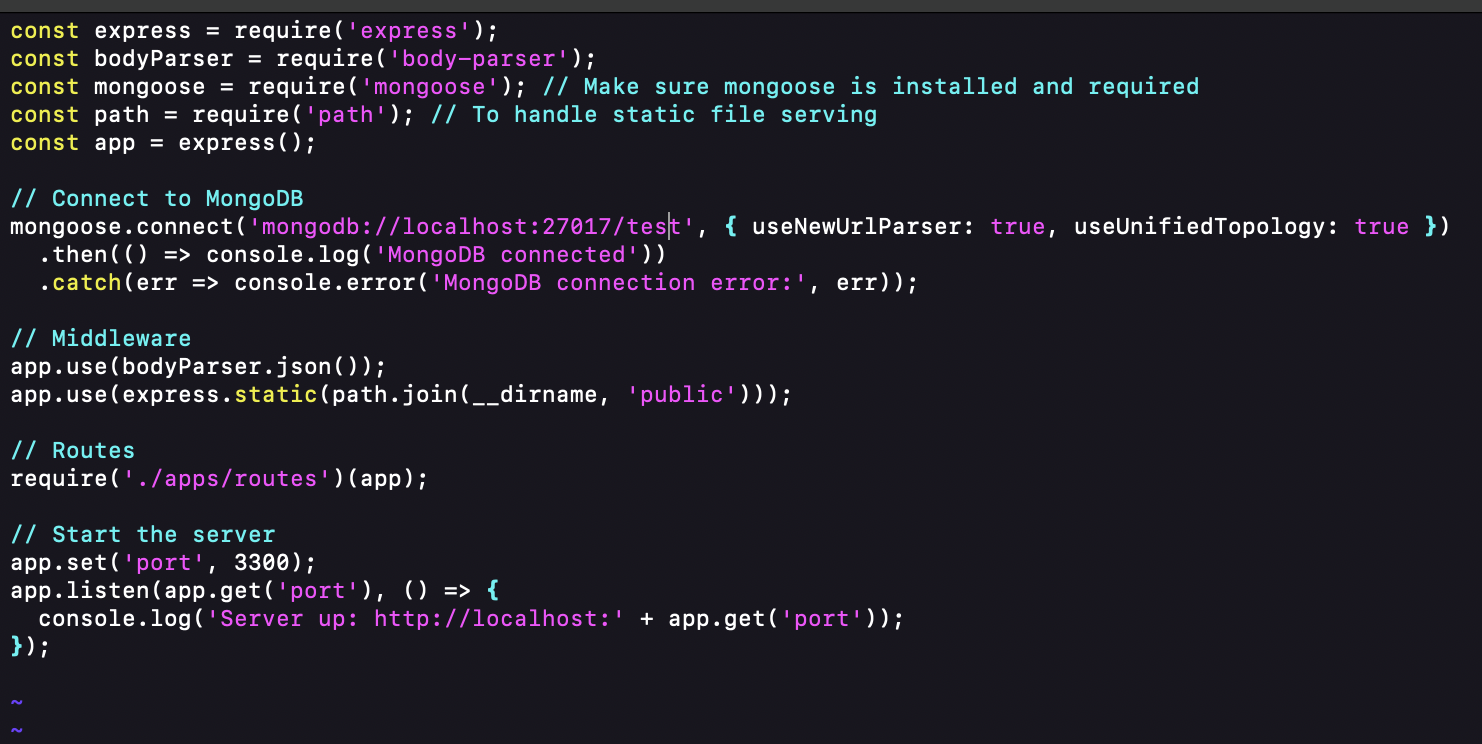 const express = require('express');
const bodyParser = require('body-parser');
const mongoose = require('mongoose'); // Make sure mongoose is installed and required
const path = require('path'); // To handle static file serving
const app = express();

// Connect to MongoDB
mongoose.connect('mongodb://localhost:27017/test', { useNewUrlParser: true, useUnifiedTopology: true })
  .then(() => console.log('MongoDB connected'))
  .catch(err => console.error('MongoDB connection error:', err));

// Middleware
app.use(bodyParser.json());
app.use(express.static(path.join(__dirname, 'public')));

// Routes
require('./apps/routes')(app);

// Start the server
app.set('port', 3300);
app.listen(app.get('port'), () => {
  console.log('Server up: http://localhost:' + app.get('port'));
});

~
~